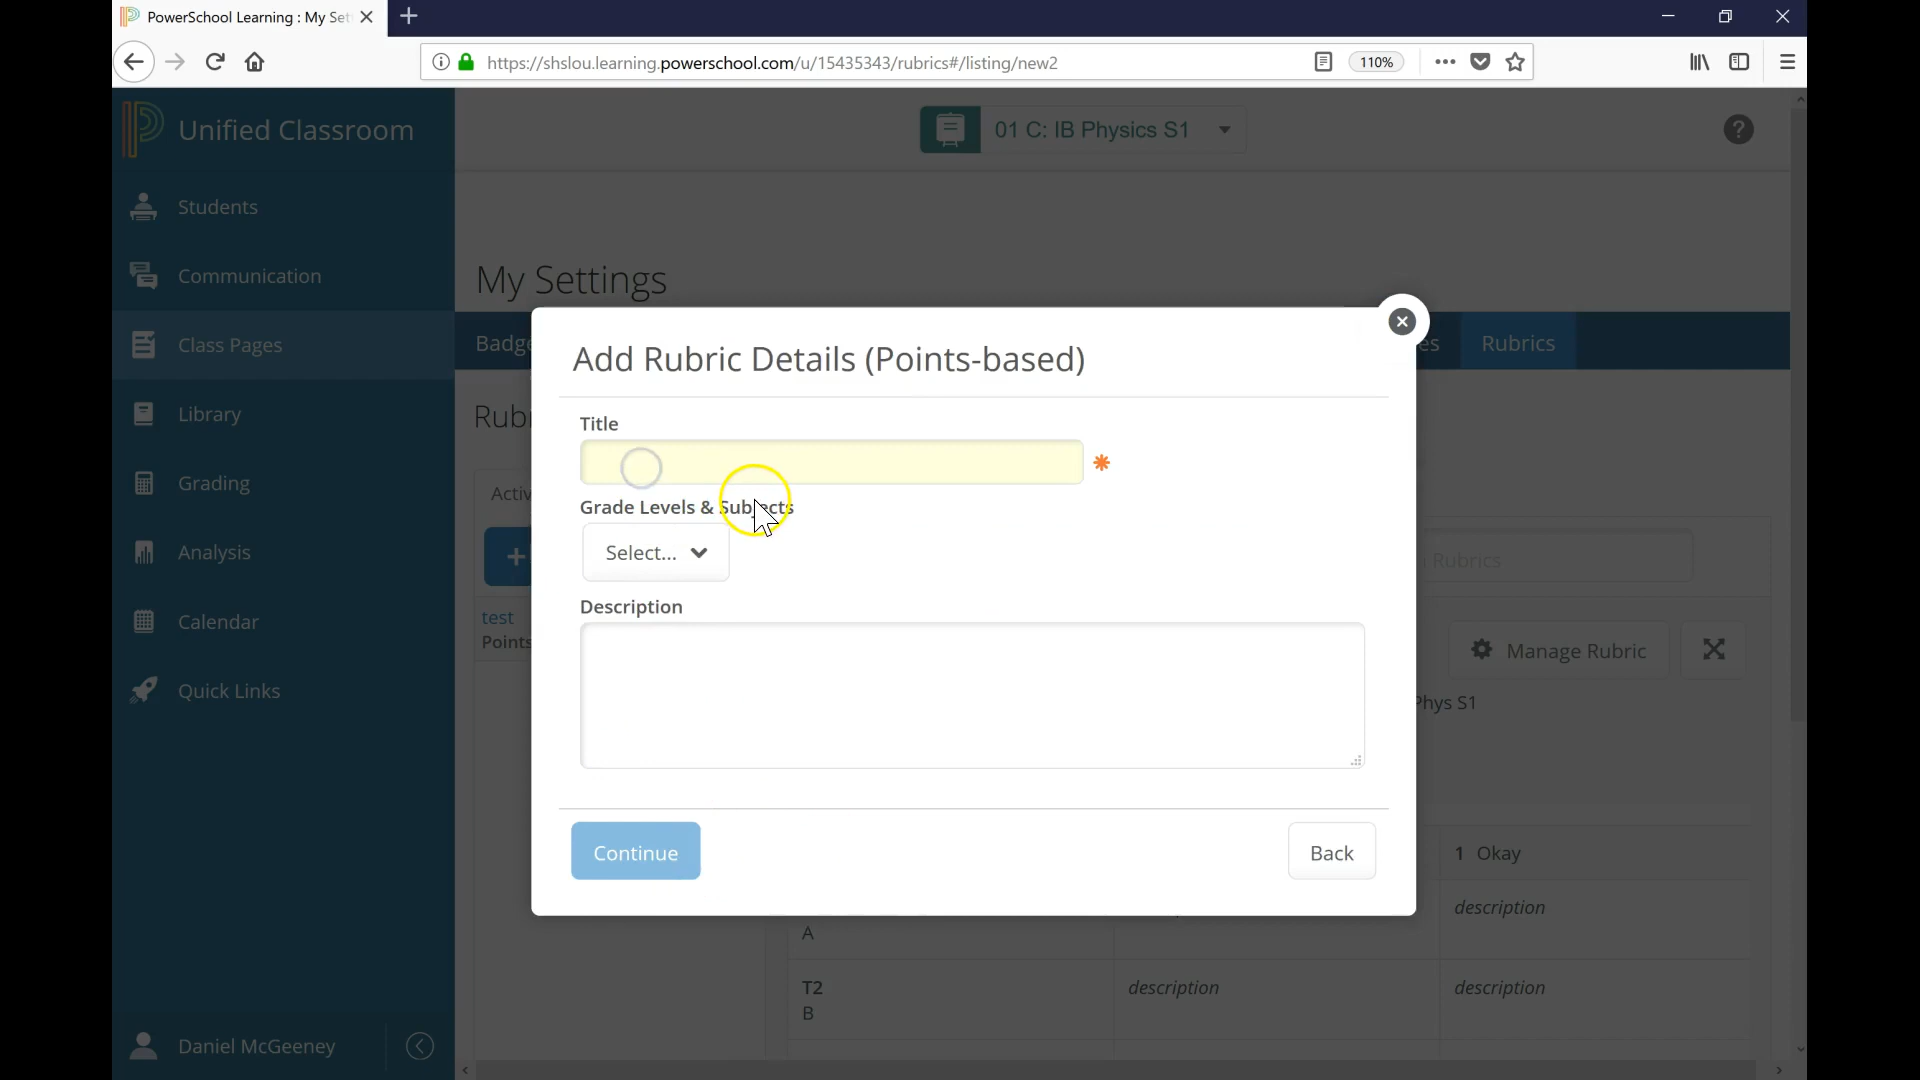 PowerSchool Learning : My Set
https://shslou.learning.powerschool.com/u/15435343/rubrics#/listing/new2
110%
Unified Classroom
01 C: IB Physics S1
?
Students
Communication
Class Pages
Library
Grading
Analysis
Calendar
Quick Links
Daniel McGeeney
My Settings
Badge
es
Rubrics
Rubr
Activ
Rubrics
+
test
Points
Manage Rubric
Phys S1
1 Okay
description
A
T2
description
description
B
Add Rubric Details (Points-based)
Title
Grade Levels & Subjects
Select...
Description
Continue
Back